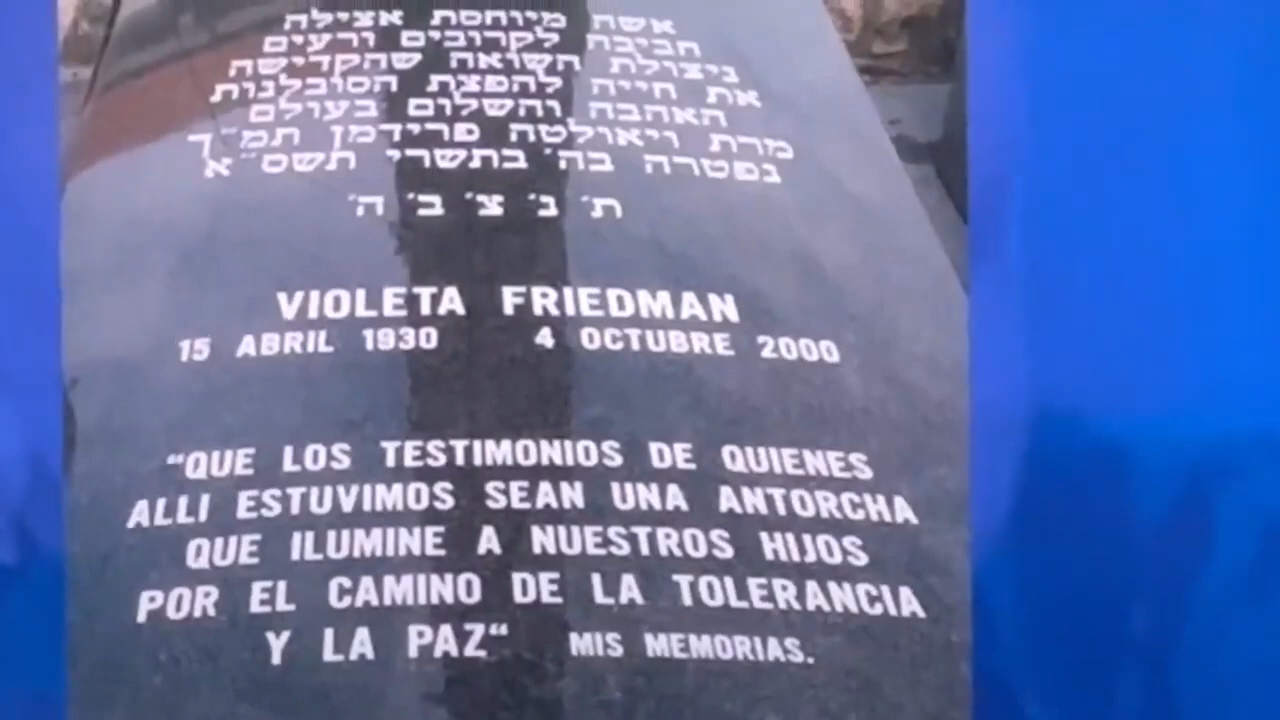 אשה מיוחסת אצילה
חביבה לקרובים ורעים
ניצולת השואה שהקדישה
את חייה להפצת הסובלנות
האהבה והשלום בעולם
מרת ויאולטה פרידמן תמ״ך
נפטרה בה׳ בתשרי תשס״א
ת׳ נ׳ צ׳ ב׳ ה׳
VIOLETA FRIEDMAN
15 ABRIL 1930 4 OCTUBRE 2000
“QUE LOS TESTIMONIOS DE QUIENES
ALLI ESTUVIMOS SEAN UNA ANTORCHA
QUE ILUMINE A NUESTROS HIJOS
POR EL CAMINO DE LA TOLERANCIA
Y LA PAZ“ MIS MEMORIAS.